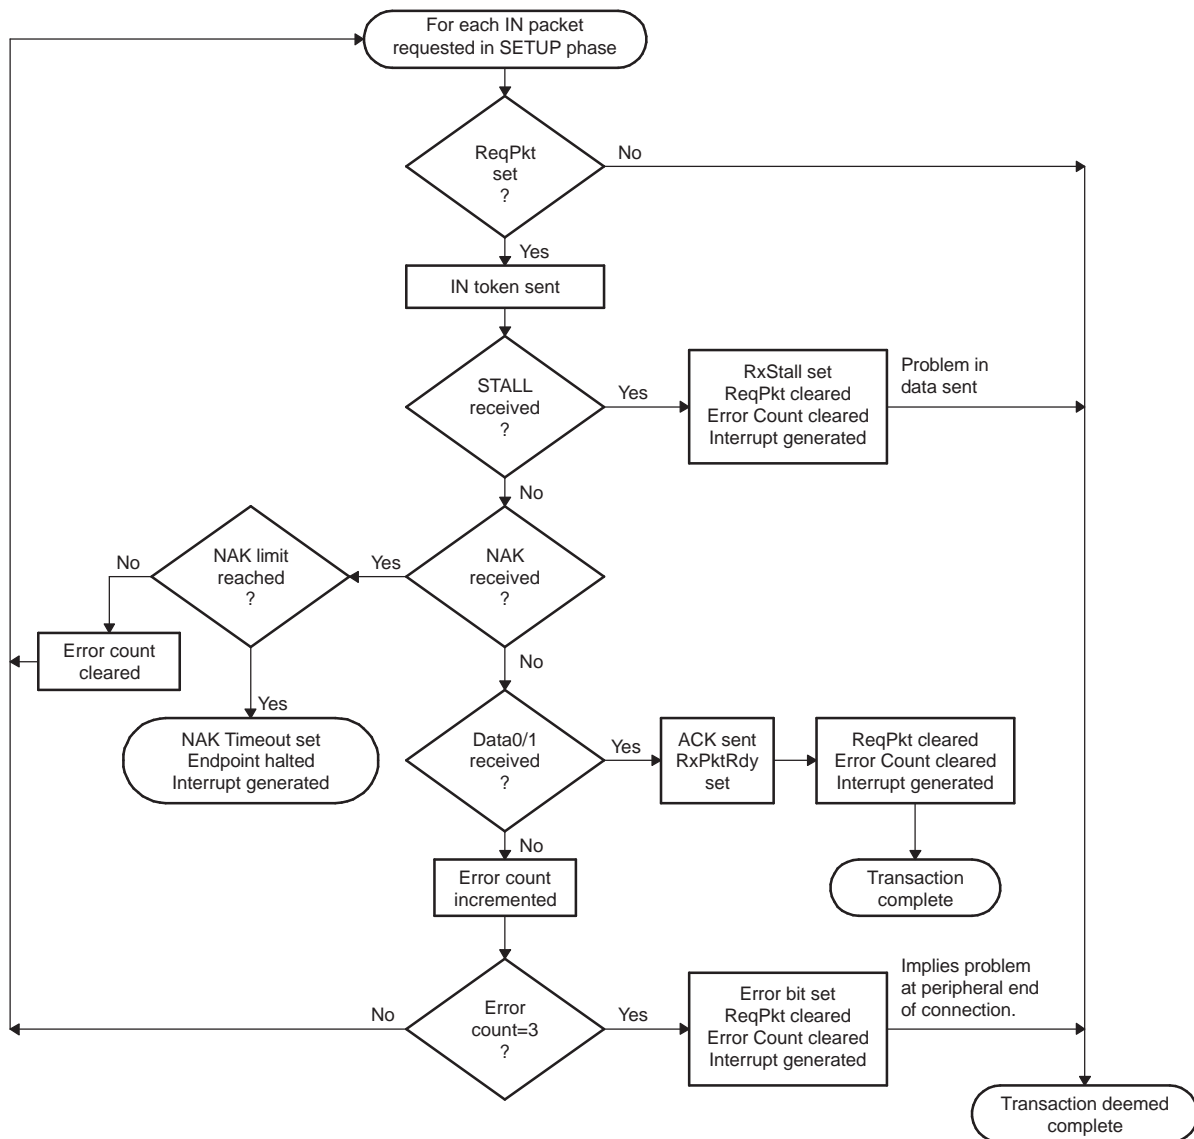 For each IN packet
requested in SETUP phase
ReqPkt
set
?
No
Yes
IN token sent
STALL
received
?
Yes
RxStall set
ReqPkt cleared
Error Count cleared
Interrupt generated
Problem in
data sent
No
NAK
received
?
Yes
NAK limit
reached
?
No
Error count
cleared
Yes
NAK Timeout set
Endpoint halted
Interrupt generated
No
Data0/1
received
?
Yes
ACK sent
RxPktRdy
set
ReqPkt cleared
Error Count cleared
Interrupt generated
Transaction
complete
No
Error count
incremented
Error
count=3
?
No
Yes
Error bit set
ReqPkt cleared
Error Count cleared
Interrupt generated
Implies problem
at peripheral end
of connection.
Transaction deemed
complete